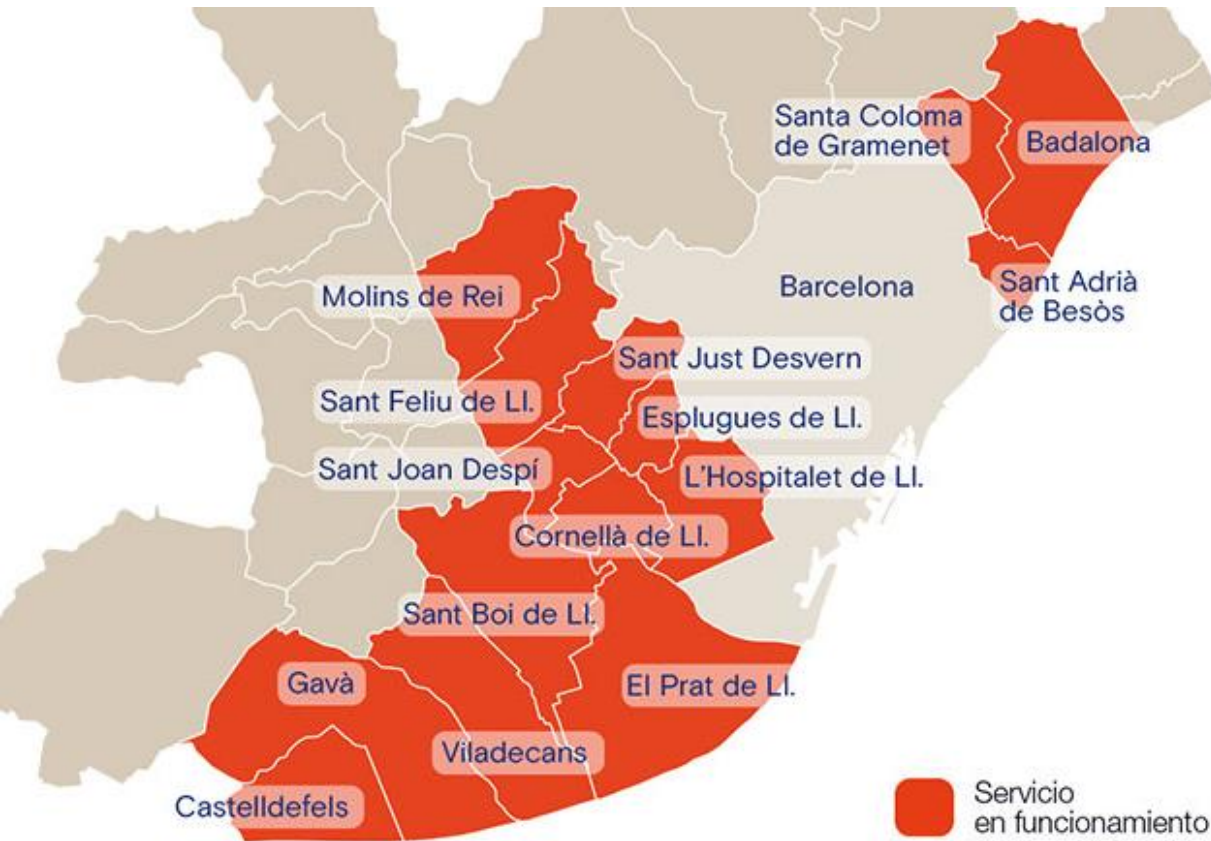 Santa Coloma
de Gramenet
Badalona
Barcelona
Sant Adrià
de Besòs
Molins de Rei
Sant Just Desvern
Sant Feliu de Ll.
Esplugues de Ll.
Sant Joan Despí
L'Hospitalet de Ll.
Cornellà de Ll.
Sant Boi de Ll.
Gavà
El Prat de Ll.
Viladecans
Castelldefels
Servicio
en funcionamiento